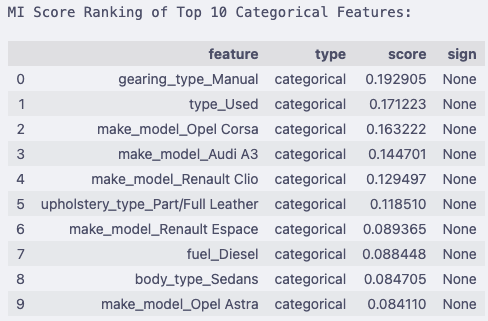 MI Score Ranking of Top 10 Categorical Features:
feature type score sign
0 gearing_type_Manual categorical 0.192905 None
1 type_Used categorical 0.171223 None
2 make_model_Opel Corsa categorical 0.163222 None
3 make_model_Audi A3 categorical 0.144701 None
4 make_model_Renault Clio categorical 0.129497 None
5 upholstery_type_Part/Full Leather categorical 0.118510 None
6 make_model_Renault Espace categorical 0.089365 None
7 fuel_Diesel categorical 0.088448 None
8 body_type_Sedans categorical 0.084705 None
9 make_model_Opel Astra categorical 0.084110 None